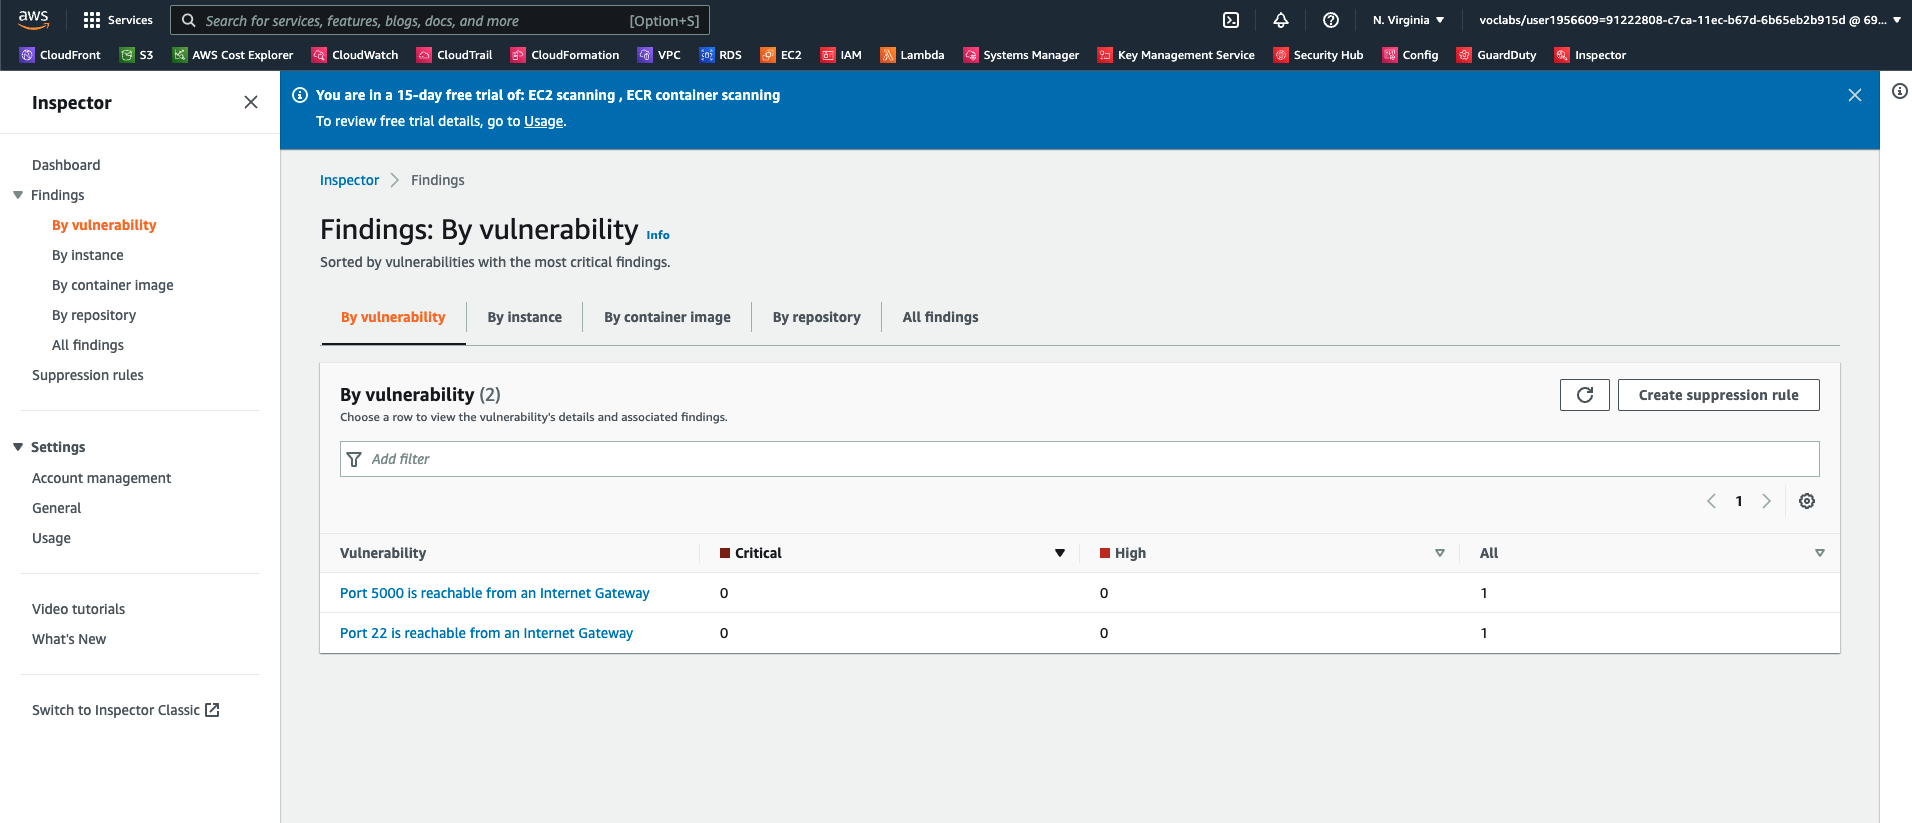 aws
Services
Search for services, features, blogs, docs, and more [Option+S]
N. Virginia
voclabs/user1956609=91222808-c7ca-11ec-b67d-6b65eb2b915d @ 69...
CloudFront S3 AWS Cost Explorer CloudWatch CloudTrail CloudFormation VPC RDS EC2 IAM Lambda Systems Manager Key Management Service Security Hub Config GuardDuty Inspector
Inspector
Dashboard
Findings
By vulnerability
By instance
By container image
By repository
All findings
Suppression rules
Settings
Account management
General
Usage
Video tutorials
What's New
Switch to Inspector Classic
You are in a 15-day free trial of: EC2 scanning , ECR container scanning
To review free trial details, go to Usage.
Inspector Findings
Findings: By vulnerability Info
Sorted by vulnerabilities with the most critical findings.
By vulnerability By instance By container image By repository All findings
By vulnerability (2)
Choose a row to view the vulnerability's details and associated findings.
Create suppression rule
Add filter
1
Vulnerability Critical High All
Port 5000 is reachable from an Internet Gateway 0 0 1
Port 22 is reachable from an Internet Gateway 0 0 1